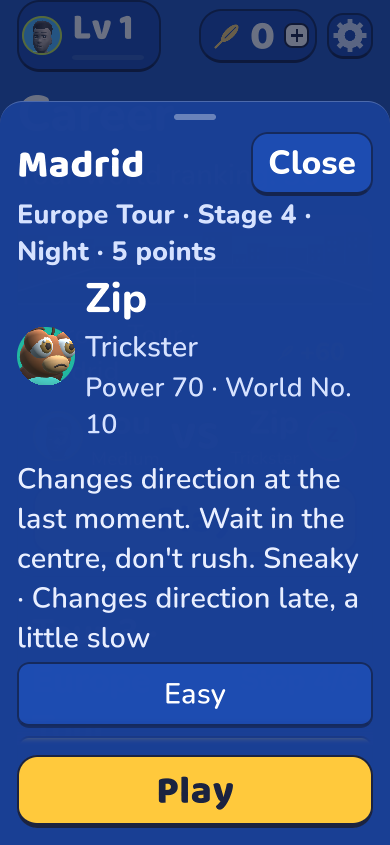 Lv 1
0
Madrid
Close
Europe Tour · Stage 4 ·
Night · 5 points
Zip
Trickster
Power 70 · World No.
10
Changes direction at the
last moment. Wait in the
centre, don't rush. Sneaky
· Changes direction late, a
little slow
Easy
Play